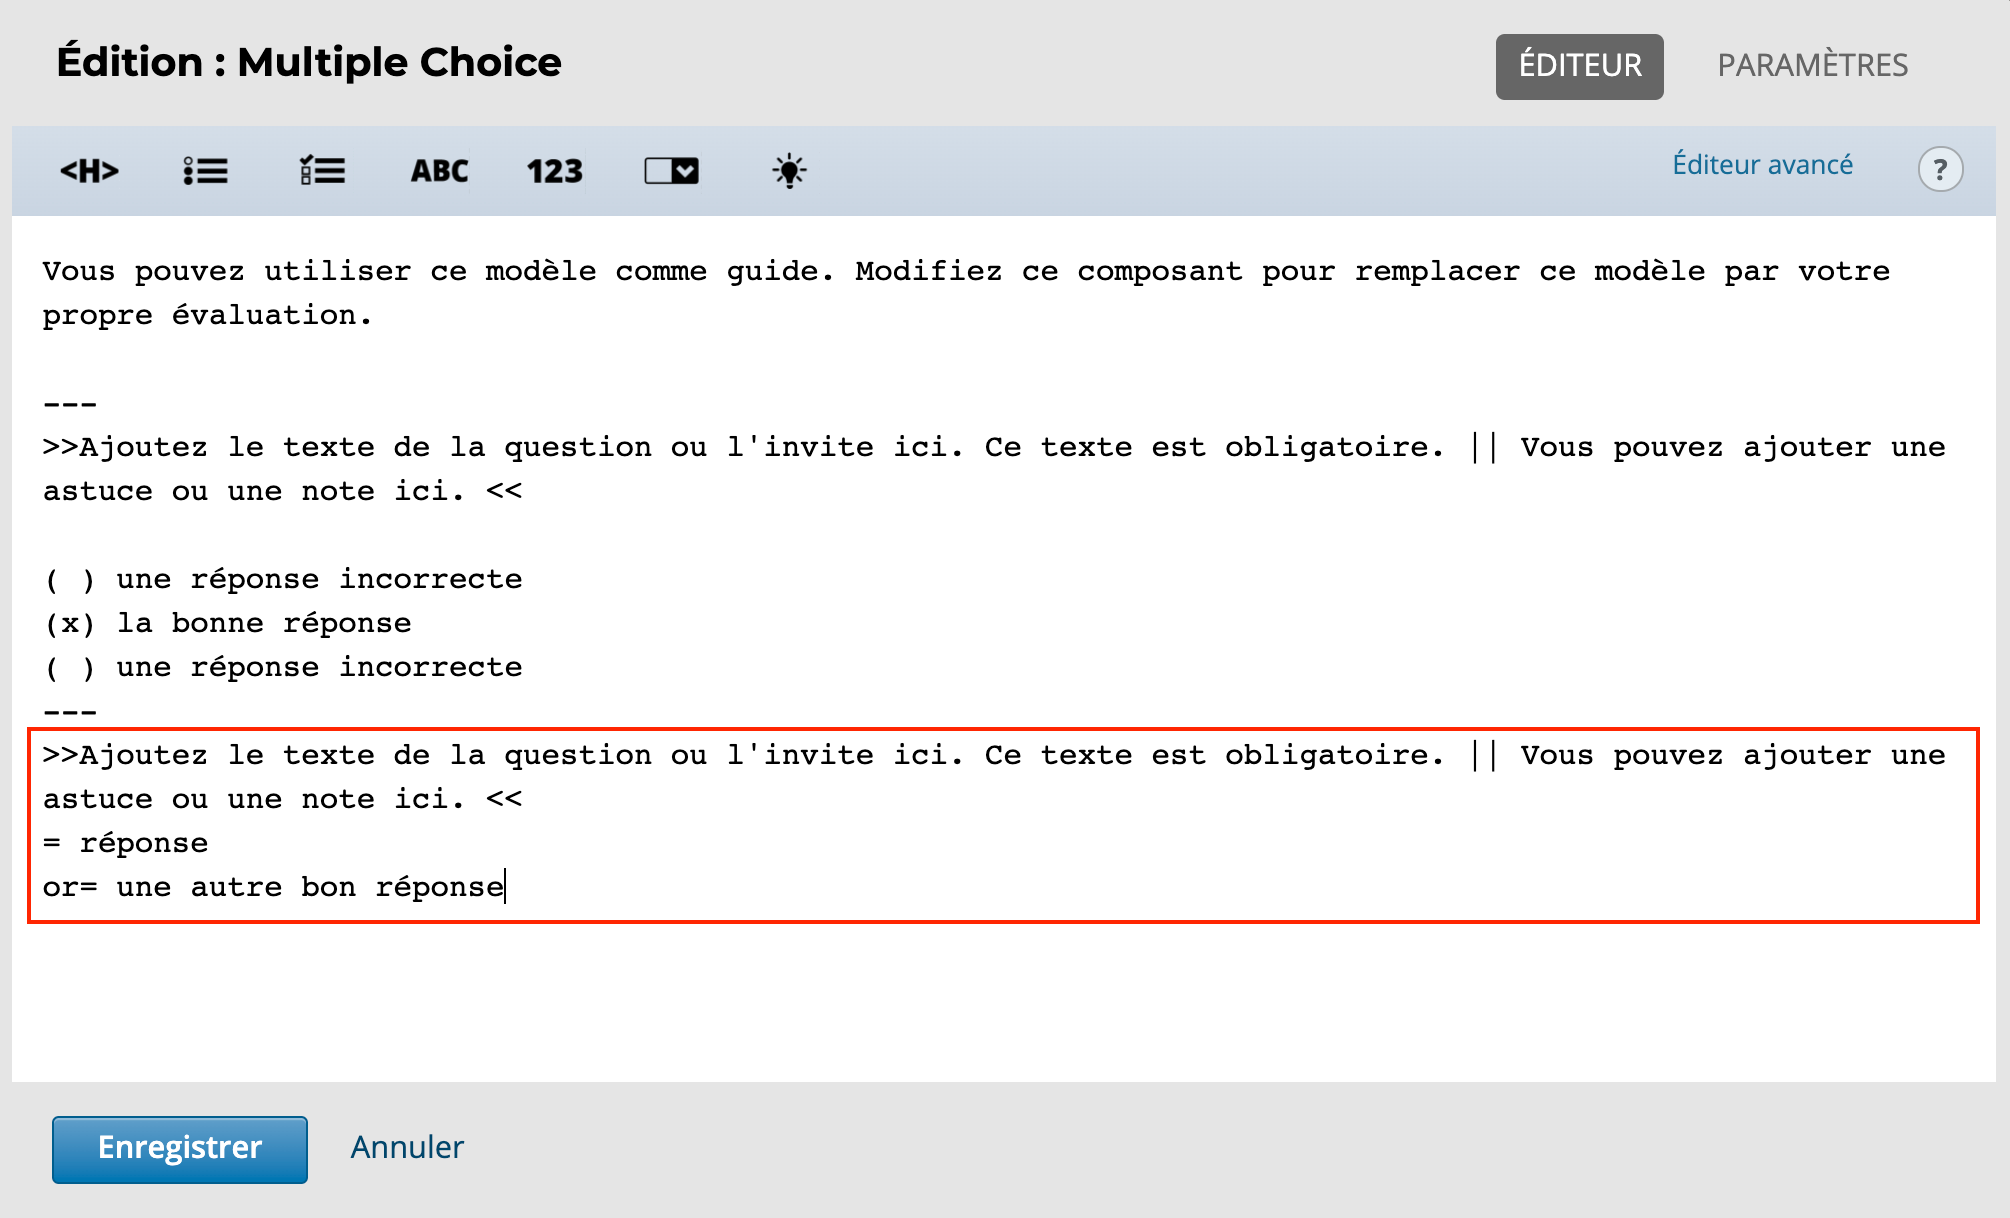 Édition : Multiple Choice
ÉDITEUR
PARAMÈTRES
<H>
ABC
123
Éditeur avancé
?
Vous pouvez utiliser ce modèle comme guide. Modifiez ce composant pour remplacer ce modèle par votre
propre évaluation.
---
>>Ajoutez le texte de la question ou l'invite ici. Ce texte est obligatoire. || Vous pouvez ajouter une
astuce ou une note ici. <<
( ) une réponse incorrecte
(x) la bonne réponse
( ) une réponse incorrecte
---
>>Ajoutez le texte de la question ou l'invite ici. Ce texte est obligatoire. || Vous pouvez ajouter une
astuce ou une note ici. <<
= réponse
or= une autre bon réponse
Enregistrer
Annuler